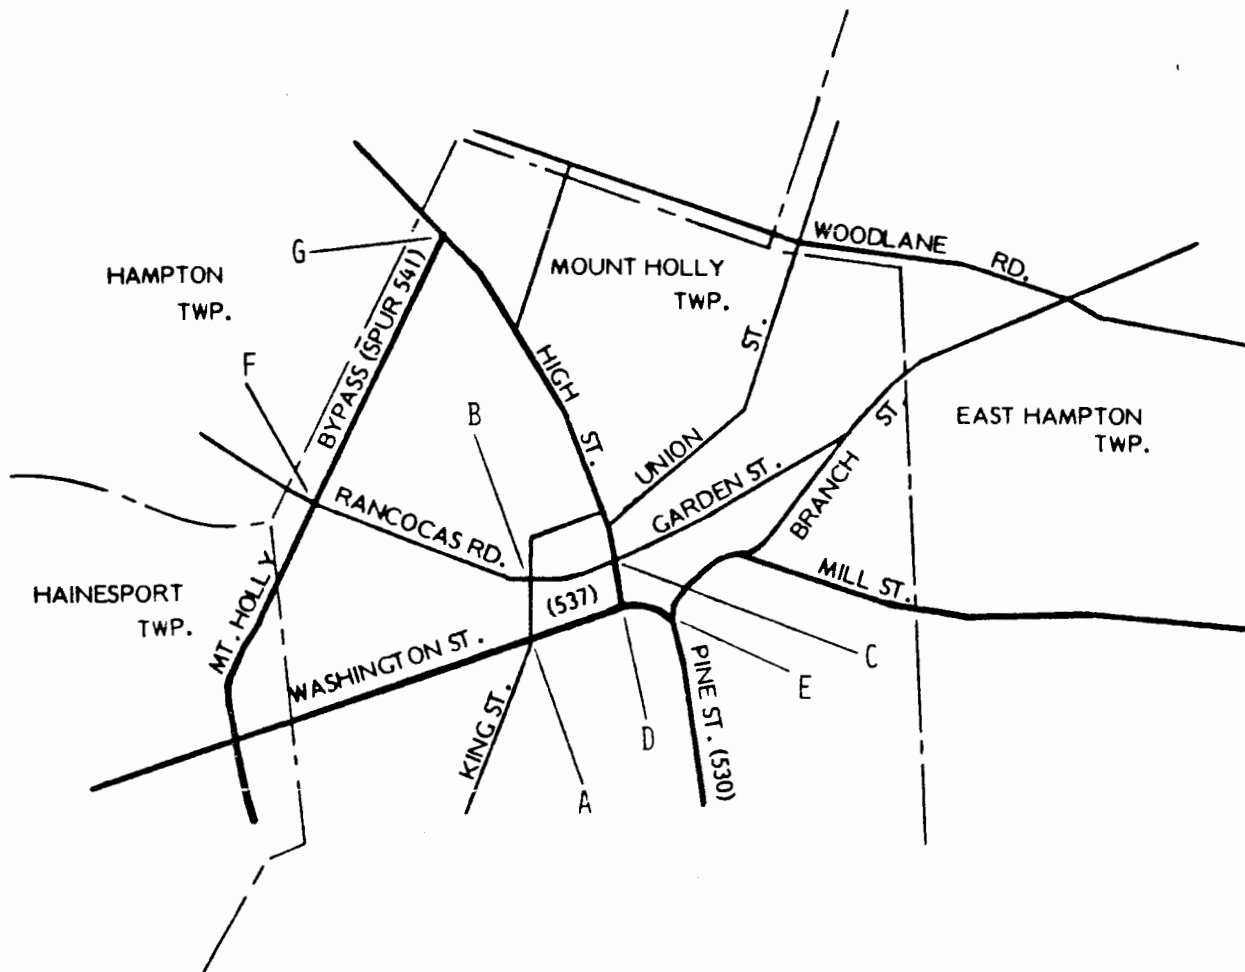 WOODLANE
RD.
G
HAMPTON
TWP.
MOUNT HOLLY
TWP.
BYPASS (SPUR 541)
ST.
HIGH
ST.
F
B
EAST HAMPTON
TWP.
ST.
UNION
GARDEN ST.
BRANCH
RANCOCAS RD.
MILL ST.
HAINESPORT
TWP.
(537)
MT. HOLLY
WASHINGTON ST.
C
E
KING ST.
PINE ST. (530)
D
A